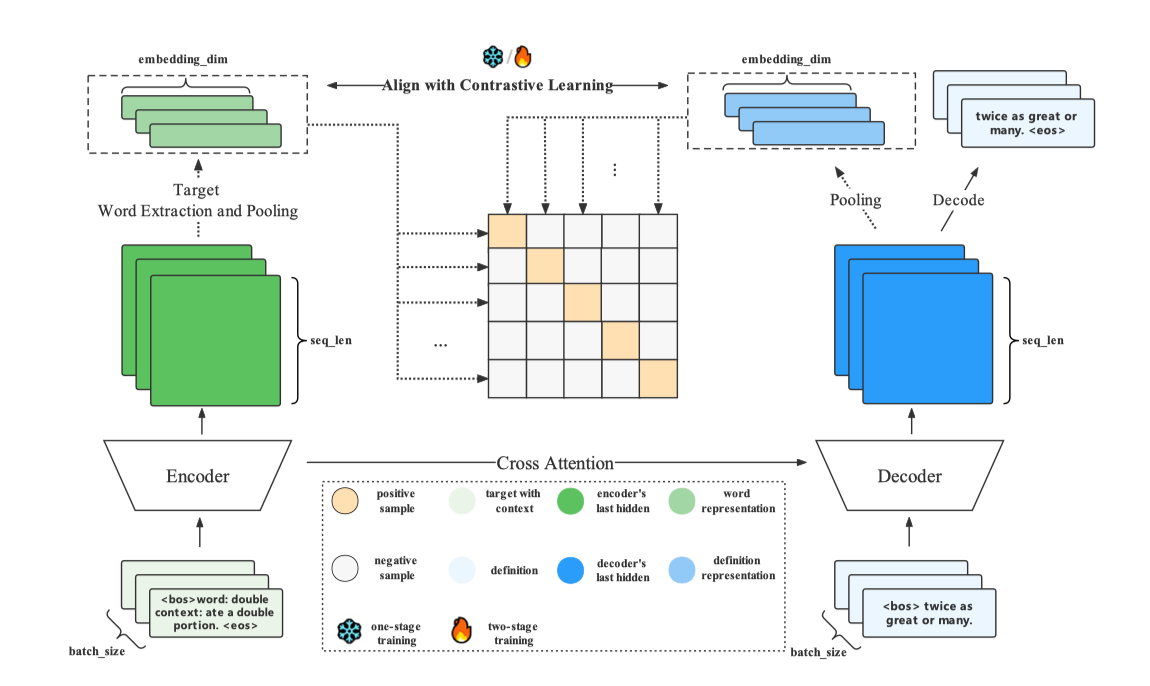 embedding_dim
/
Align with Contrastive Learning
embedding_dim
twice as great or
many. <eos>
Target
Word Extraction and Pooling
...
Pooling
Decode
seq_len
...
seq_len
Encoder
Cross Attention
Decoder
positive
sample
target with
context
encoder's
last hidden
word
representation
negative
sample
definition
decoder's
last hidden
definition
representation
one-stage
training
two-stage
training
<bos>word: double
context: ate a double
portion. <eos>
batch_size
<bos> twice as
great or many.
batch_size